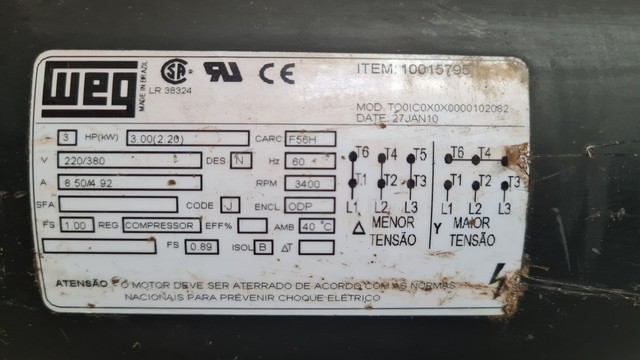 weg
MADE IN BRAZIL
SA
LR 38324
CE
ITEM: 10015795
MOD. TO0IC0X0X0000102082
DATE: 27JAN10
~ 3 HP(kW) 3.00(2.20) CARC F56H
V 220/380 DES N Hz 60
A 8.50/4.92 RPM 3400
SFA CODE J ENCL ODP
FS 1.00 REG COMPRESSOR EFF% AMB 40 °C
FS 0.89 ISOL B ΔT
T6 T4 T5
T1 T2 T3
L1 L2 L3
Δ MENOR TENSÃO
T6 T4
T1 T2 T3
L1 L2 L3
Y MAIOR TENSÃO
ATENSÃO : O MOTOR DEVE SER ATERRADO DE ACORDO COM AS NORMAS
NACIONAIS PARA PREVENIR CHOQUE ELÉTRICO